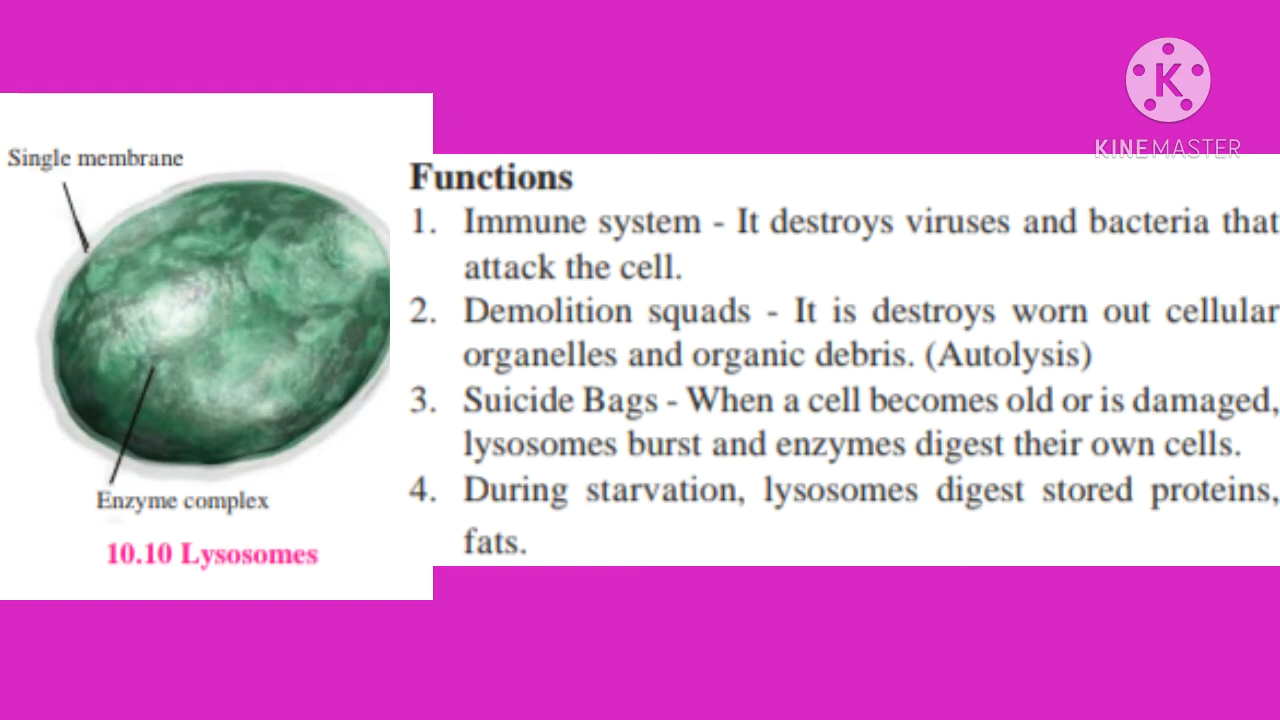 K
KINEMASTER
Single membrane
Enzyme complex
10.10 Lysosomes
Functions
1. Immune system - It destroys viruses and bacteria that
attack the cell.
2. Demolition squads - It is destroys worn out cellular
organelles and organic debris. (Autolysis)
3. Suicide Bags - When a cell becomes old or is damaged,
lysosomes burst and enzymes digest their own cells.
4. During starvation, lysosomes digest stored proteins,
fats.